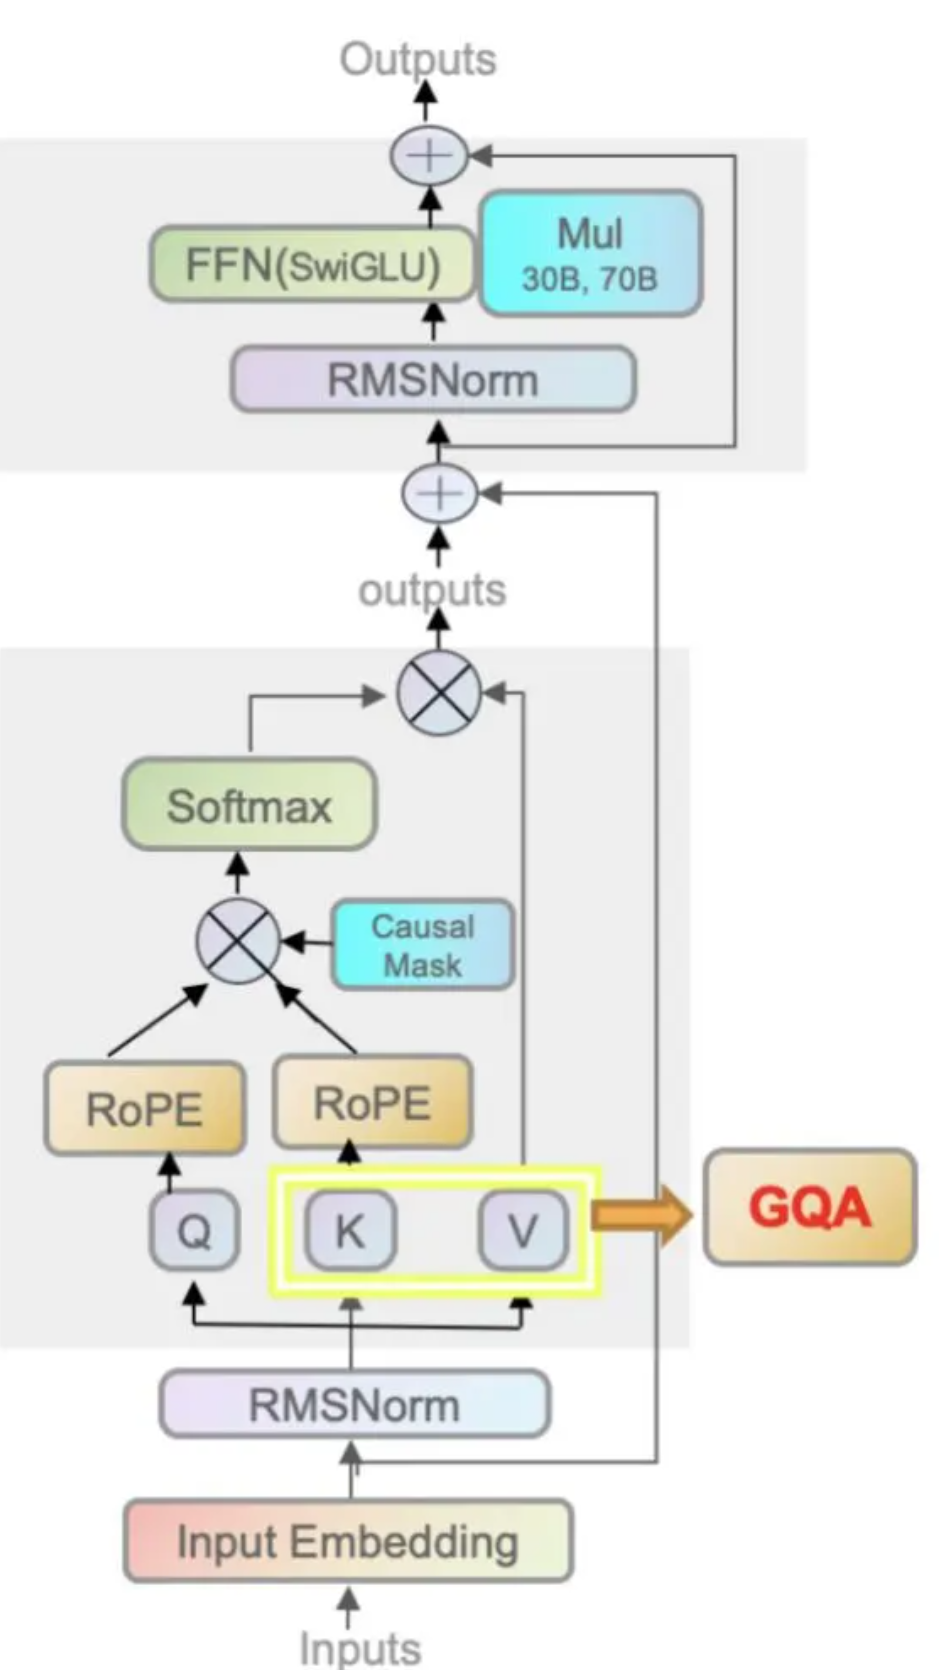 Outputs
FFN(SwiGLU)
Mul
30B, 70B
RMSNorm
outputs
Softmax
Causal
Mask
RoPE
RoPE
Q
K
V
GQA
RMSNorm
Input Embedding
Inputs